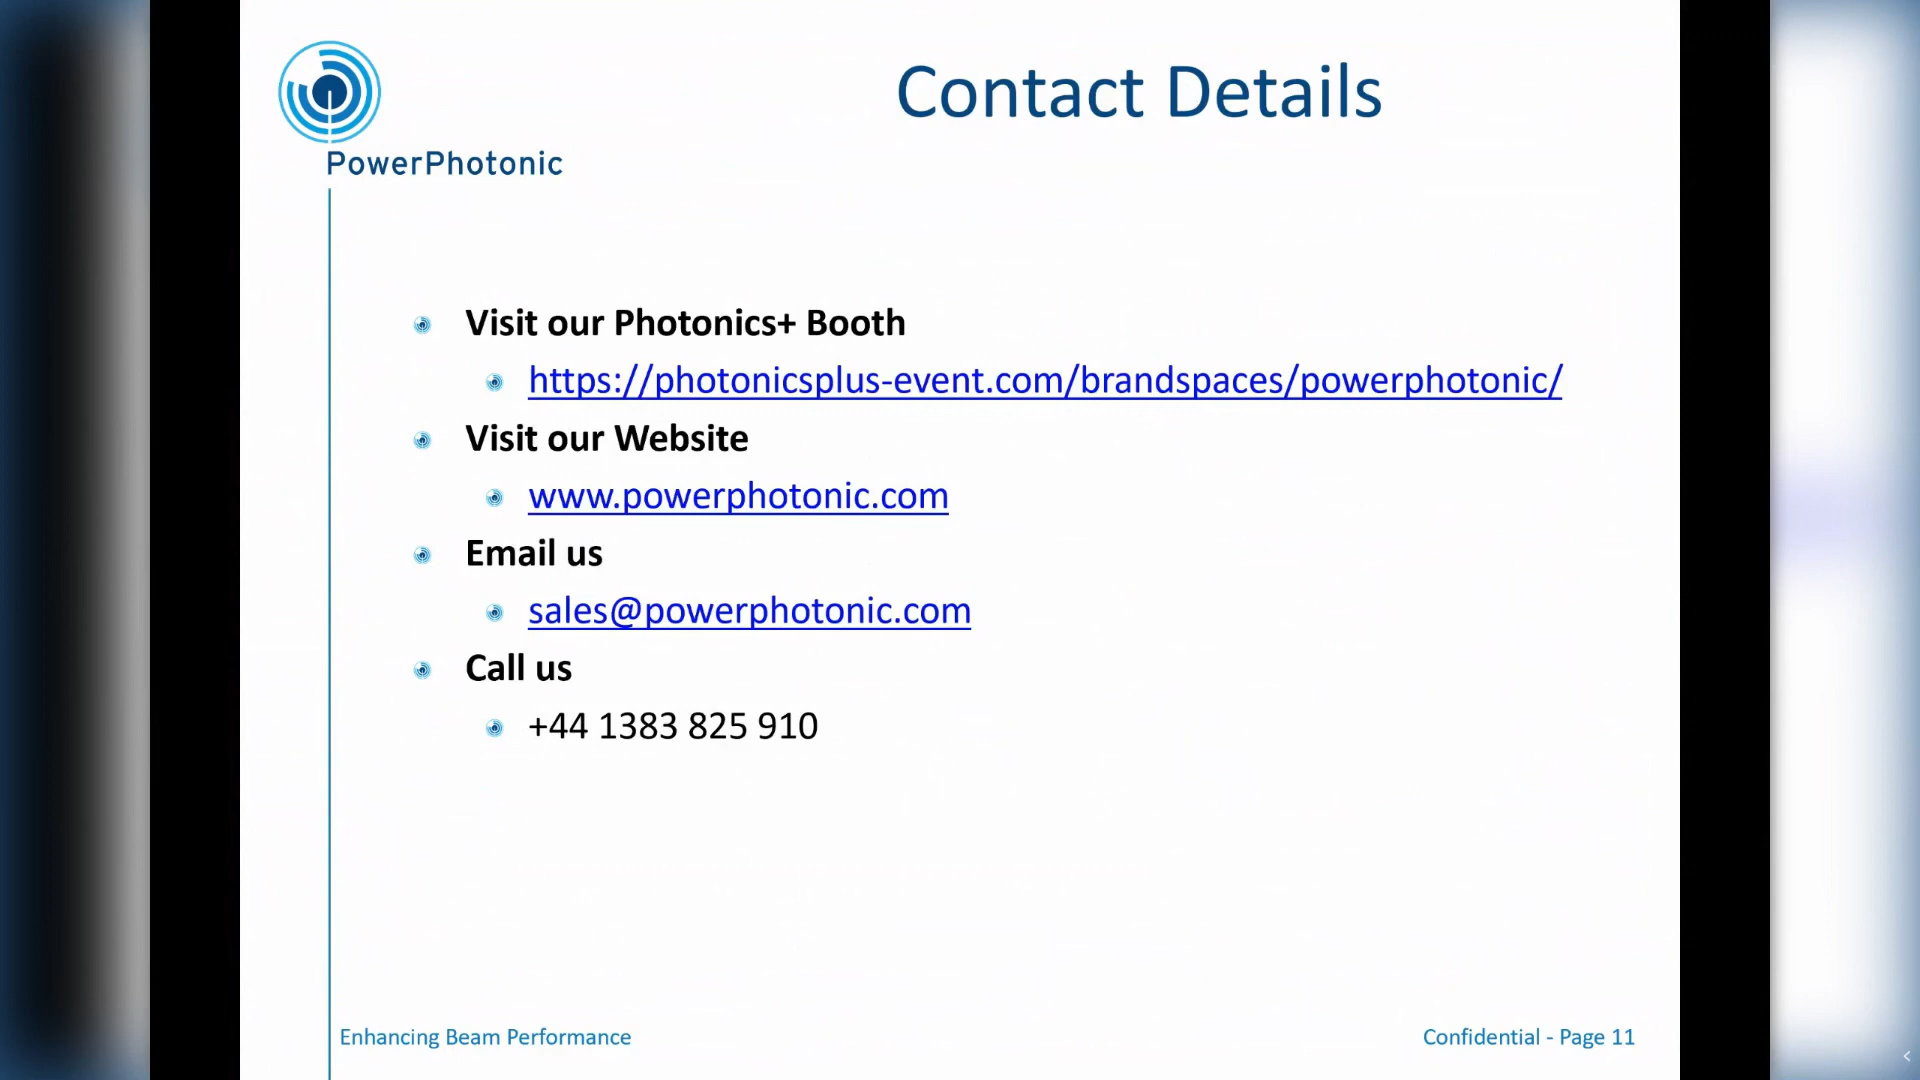 Contact Details
PowerPhotonic
Visit our Photonics+ Booth
https://photonicsplus-event.com/brandspaces/powerphotonic/
Visit our Website
www.powerphotonic.com
Email us
sales@powerphotonic.com
Call us
+44 1383 825 910
Enhancing Beam Performance
Confidential - Page 11